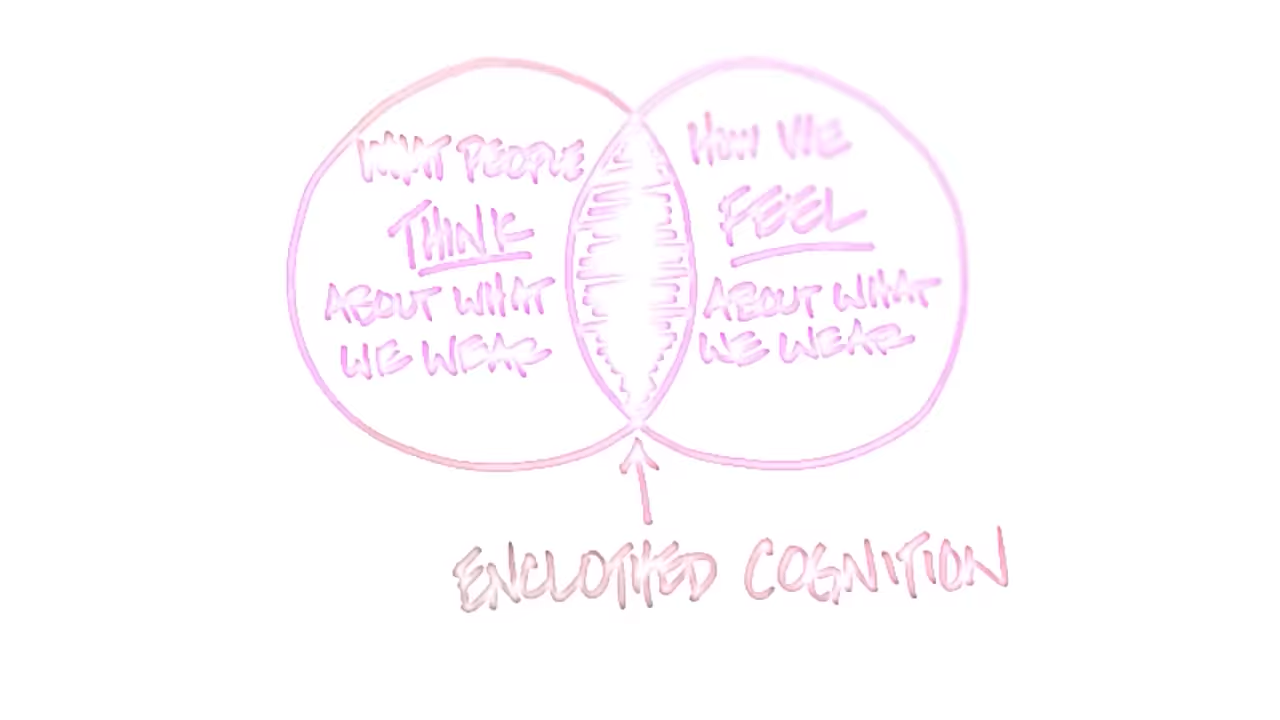 WHAT PEOPLE
THINK
ABOUT WHAT
WE WEAR
HOW WE
FEEL
ABOUT WHAT
WE WEAR
ENCLOTHED COGNITION